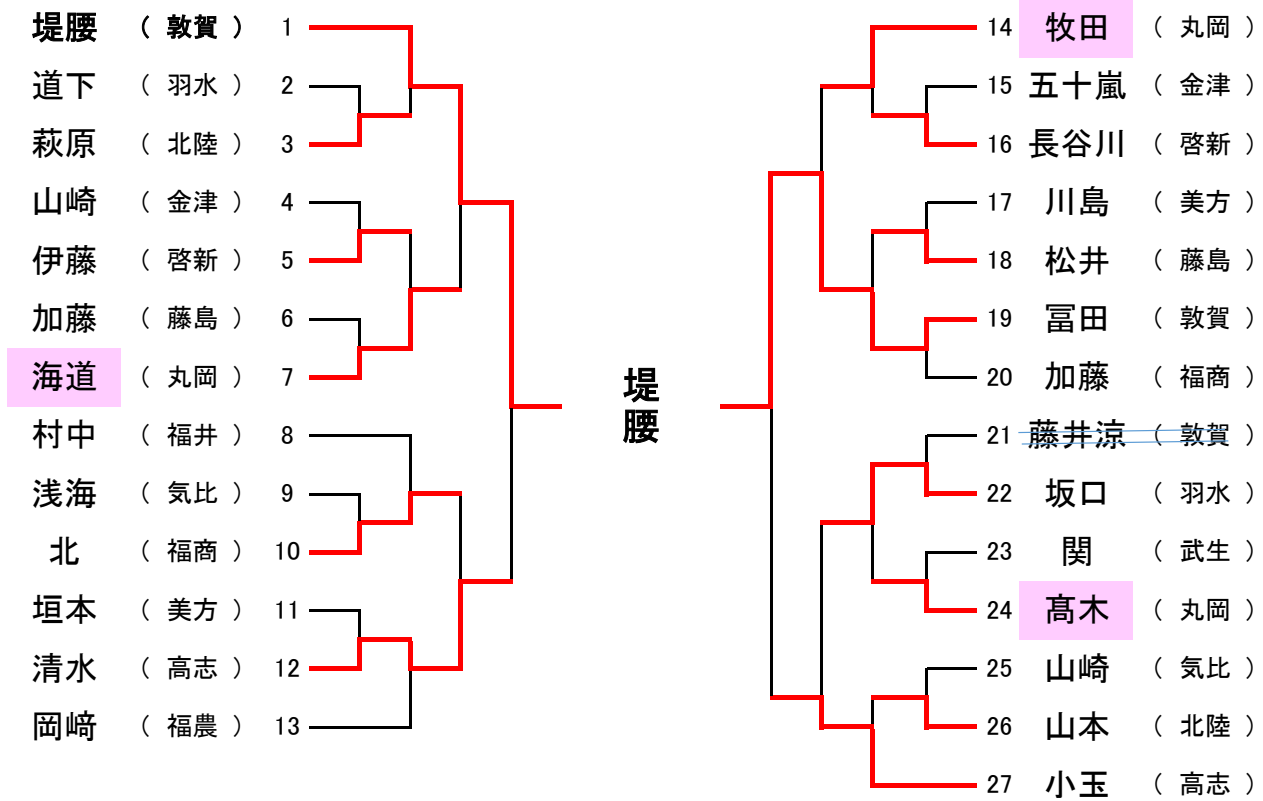 堤腰 （ 敦賀 ） 1
道下 （ 羽水 ） 2
萩原 （ 北陸 ） 3
山崎 （ 金津 ） 4
伊藤 （ 啓新 ） 5
加藤 （ 藤島 ） 6
海道 （ 丸岡 ） 7
村中 （ 福井 ） 8
浅海 （ 気比 ） 9
北 （ 福商 ） 10
垣本 （ 美方 ） 11
清水 （ 高志 ） 12
岡﨑 （ 福農 ） 13
堤腰
14 牧田 （ 丸岡 ）
15 五十嵐 （ 金津 ）
16 長谷川 （ 啓新 ）
17 川島 （ 美方 ）
18 松井 （ 藤島 ）
19 冨田 （ 敦賀 ）
20 加藤 （ 福商 ）
21 藤井涼 （ 敦賀 ）
22 坂口 （ 羽水 ）
23 関 （ 武生 ）
24 髙木 （ 丸岡 ）
25 山崎 （ 気比 ）
26 山本 （ 北陸 ）
27 小玉 （ 高志 ）